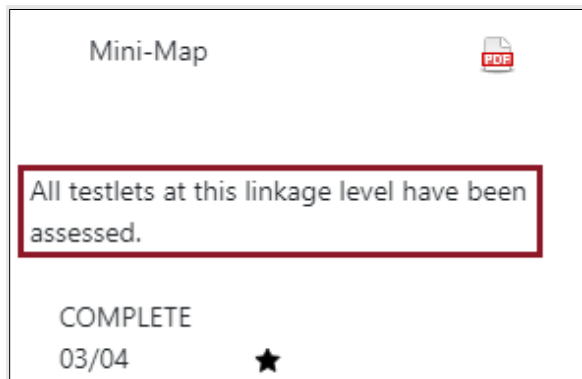 Mini-Map
PDF
All testlets at this linkage level have been
assessed.
COMPLETE
03/04